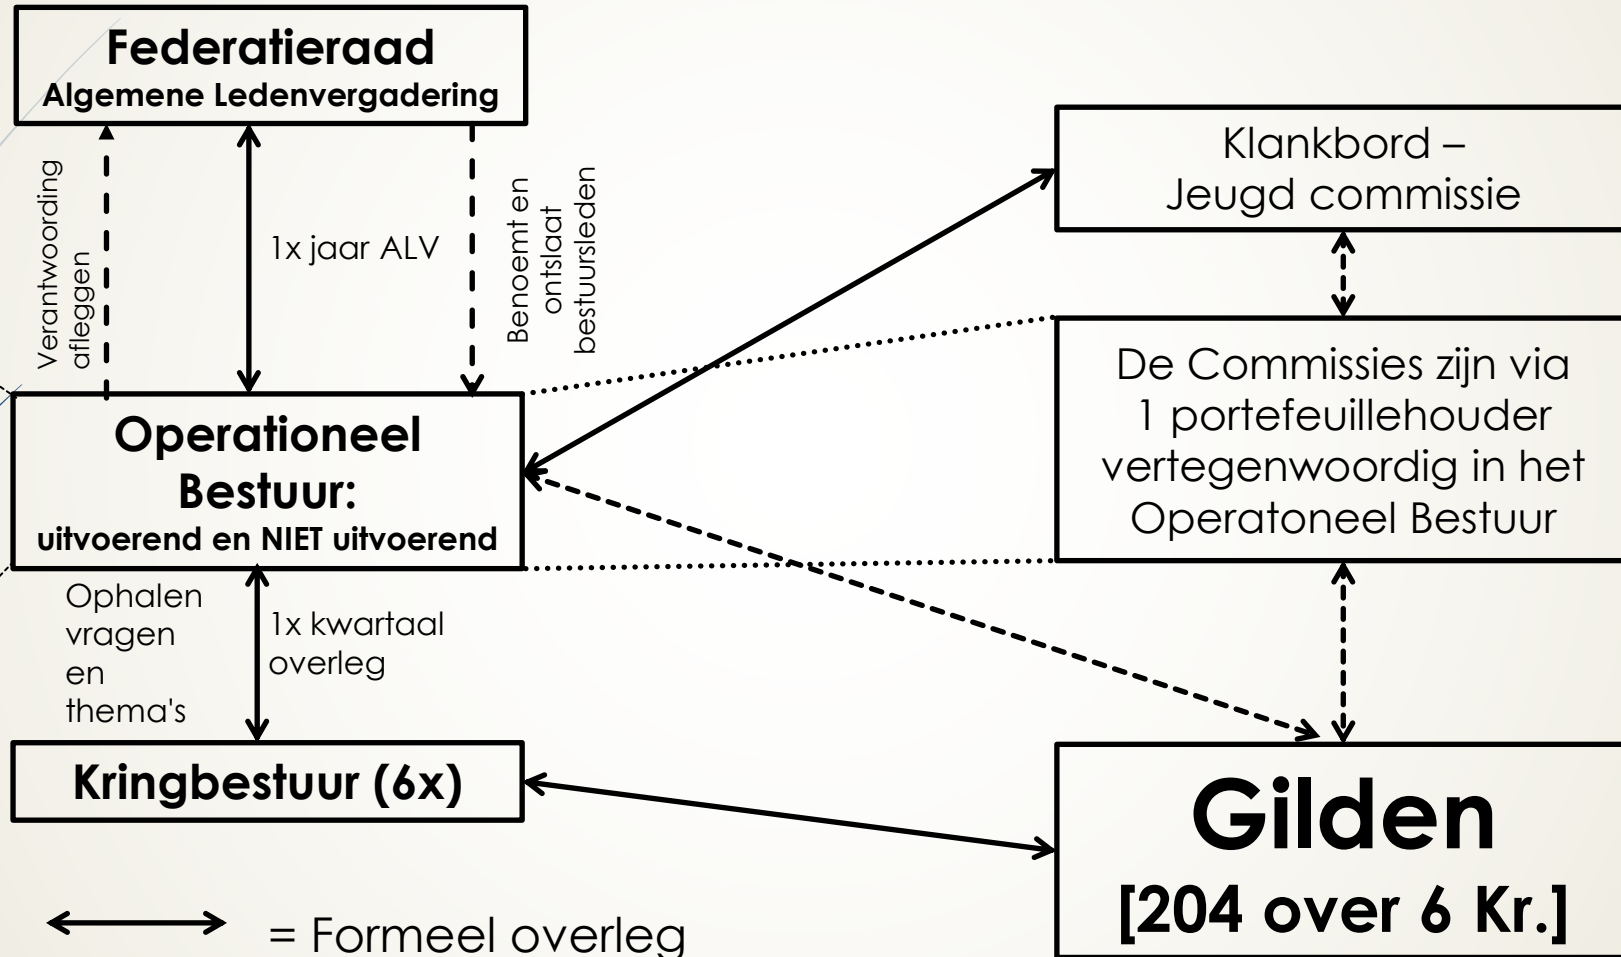 Federatieraad
Algemene Ledenvergadering
Verantwoording
afleggen
1x jaar ALV
Benoemt en
ontslaat
bestuursleden
Klankbord –
Jeugd commissie
Operationeel
Bestuur:
uitvoerend en NIET uitvoerend
De Commissies zijn via
1 portefeuillehouder
vertegenwoordig in het
Operatoneel Bestuur
Ophalen
vragen
en
thema's
1x kwartaal
overleg
Kringbestuur (6x)
Gilden
[204 over 6 Kr.]
= Formeel overleg